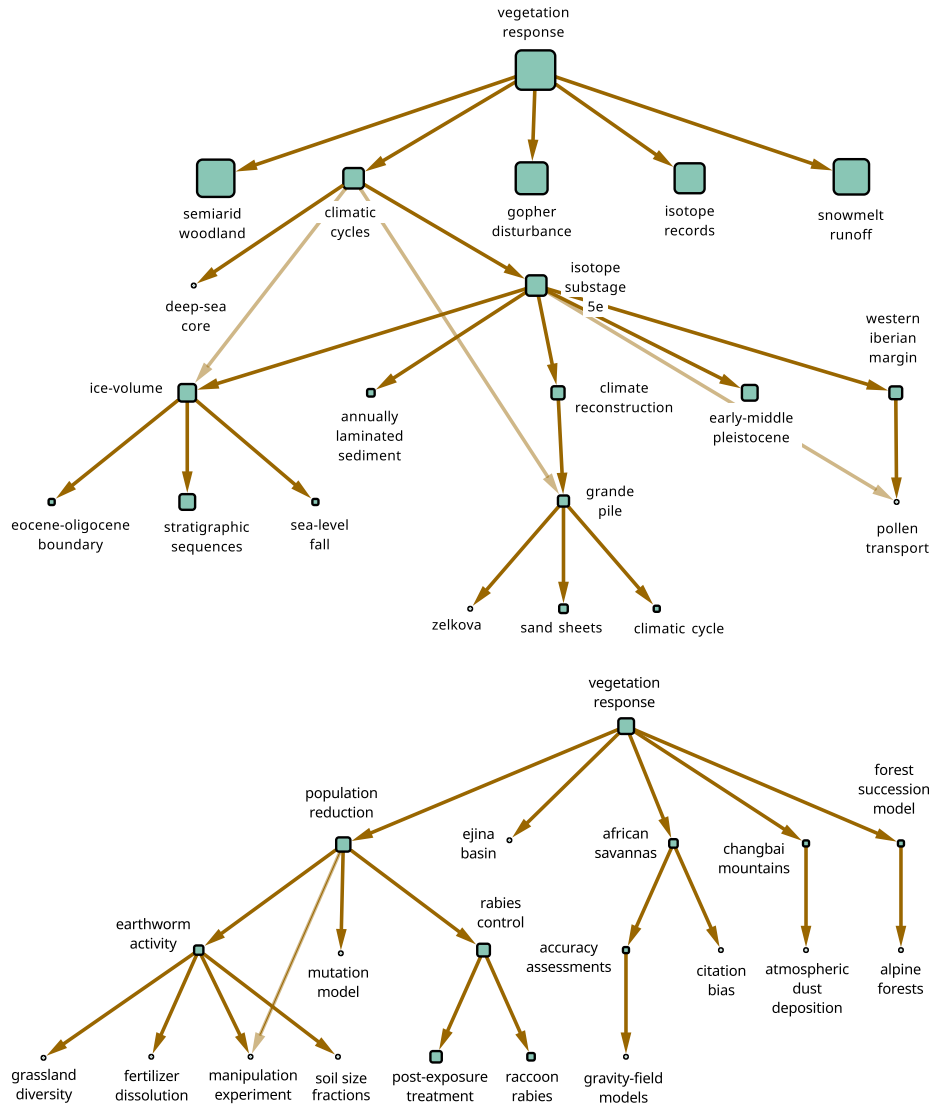 vegetation
response
semiarid
woodland
climatic
cycles
gopher
disturbance
isotope
records
snowmelt
runoff
deep-sea
core
isotope
substage
5e
western
iberian
margin
ice-volume
annually
laminated
sediment
climate
reconstruction
early-middle
pleistocene
eocene-oligocene
boundary
stratigraphic
sequences
sea-level
fall
grande
pile
pollen
transport
zelkova
sand sheets
climatic cycle
vegetation
response
population
reduction
ejina
basin
african
savannas
changbai
mountains
forest
succession
model
earthworm
activity
mutation
model
rabies
control
accuracy
assessments
citation
bias
atmospheric
dust
deposition
alpine
forests
grassland
diversity
fertilizer
dissolution
manipulation
experiment
soil size
fractions
post-exposure
treatment
raccoon
rabies
gravity-field
models